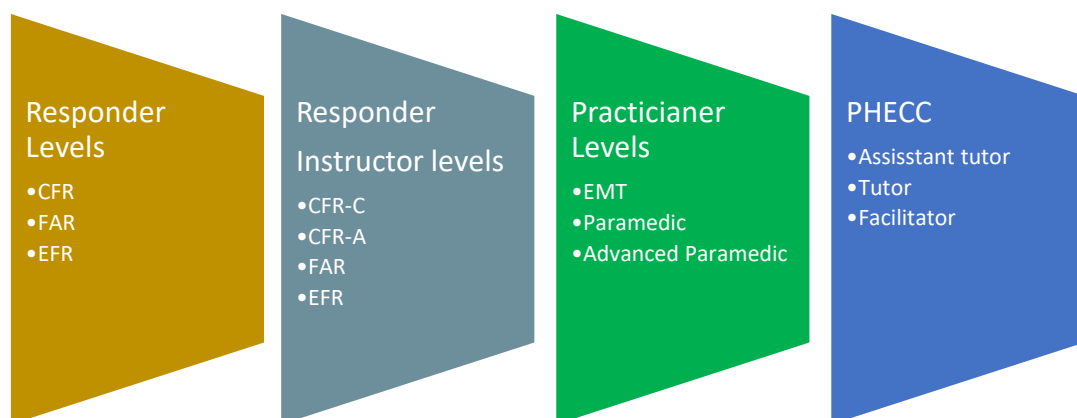 Responder
Levels
•CFR
•FAR
•EFR
Responder
Instructor levels
•CFR-C
•CFR-A
•FAR
•EFR
Practicianer
Levels
•EMT
•Paramedic
•Advanced Paramedic
PHECC
•Assisstant tutor
•Tutor
•Facilitator